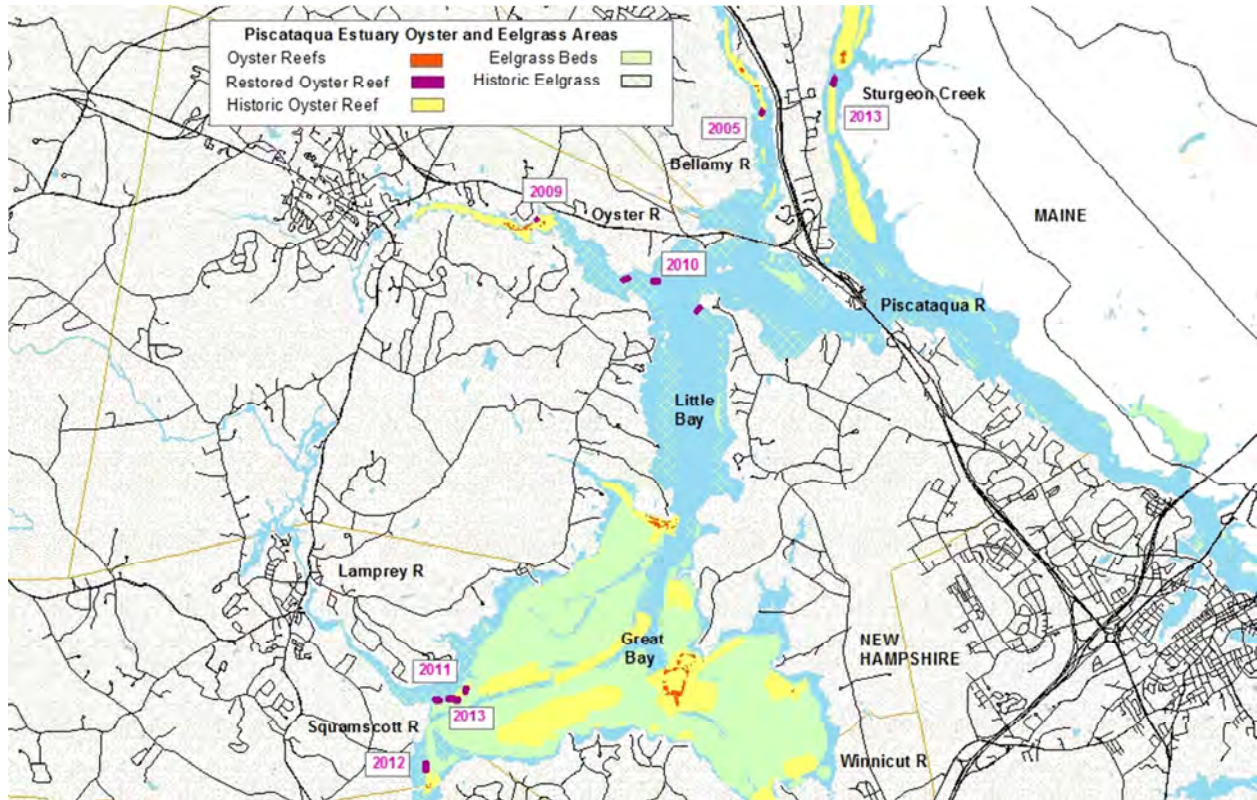 Piscataqua Estuary Oyster and Eelgrass Areas
Oyster Reefs
Eelgrass Beds
Restored Oyster Reef
Historic Eelgrass
Historic Oyster Reef
Sturgeon Creek
2005
2013
Bellamy R
2009
Oyster R
MAINE
2010
Piscataqua R
Little
Bay
Lamprey R
Great
Bay
NEW
HAMPSHIRE
2011
2013
Squamscott R
2012
Winnicut R